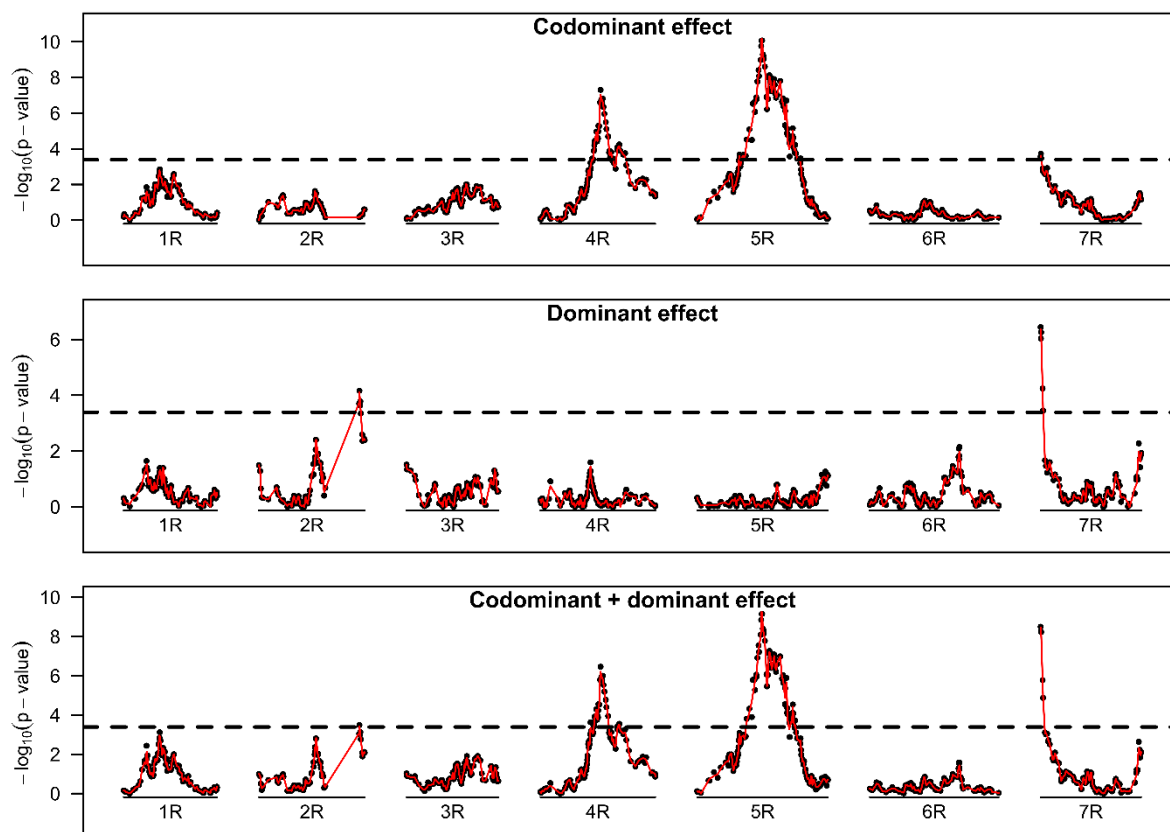 Codominant effect
10
8
6
4
2
0
−log₁₀(p − value)
1R 2R 3R 4R 5R 6R 7R
Dominant effect
6
4
2
0
−log₁₀(p − value)
1R 2R 3R 4R 5R 6R 7R
Codominant + dominant effect
10
8
6
4
2
0
−log₁₀(p − value)
1R 2R 3R 4R 5R 6R 7R